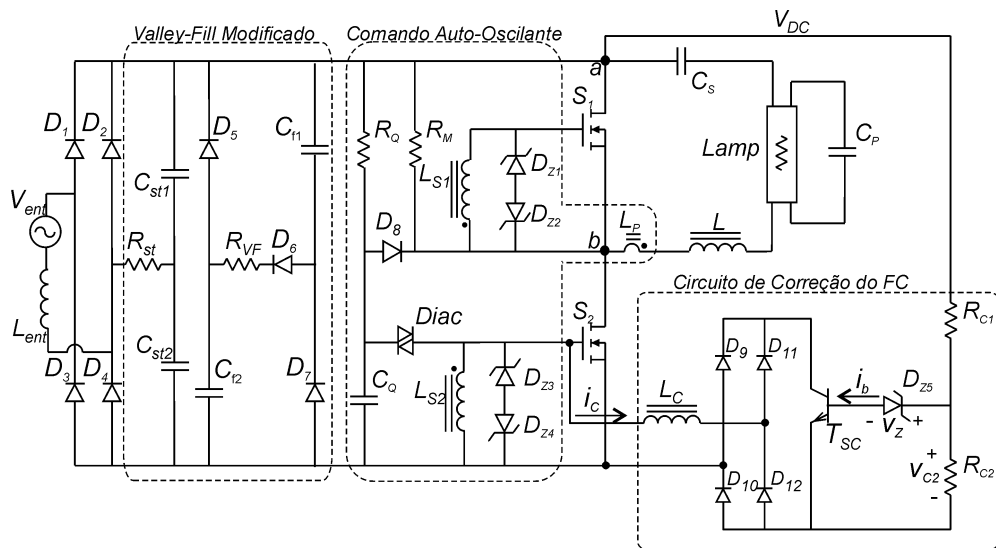 V_DC
Valley-Fill Modificado
Comando Auto-Oscilante
a
C_S
S_1
D_1
D_2
D_5
C_f1
R_Q
R_M
Lamp
C_P
L_S1
D_Z1
C_st1
V_ent
D_Z2
D_8
L_P
R_st
R_VF
D_6
b
L
Circuito de Correção do FC
L_ent
Diac
S_2
R_C1
C_st2
D_9
D_11
D_3
D_4
C_f2
D_7
C_Q
L_S2
D_Z3
i_C
L_C
i_b
D_Z5
D_Z4
- V_Z +
T_SC
+
V_C2
-
R_C2
D_10
D_12